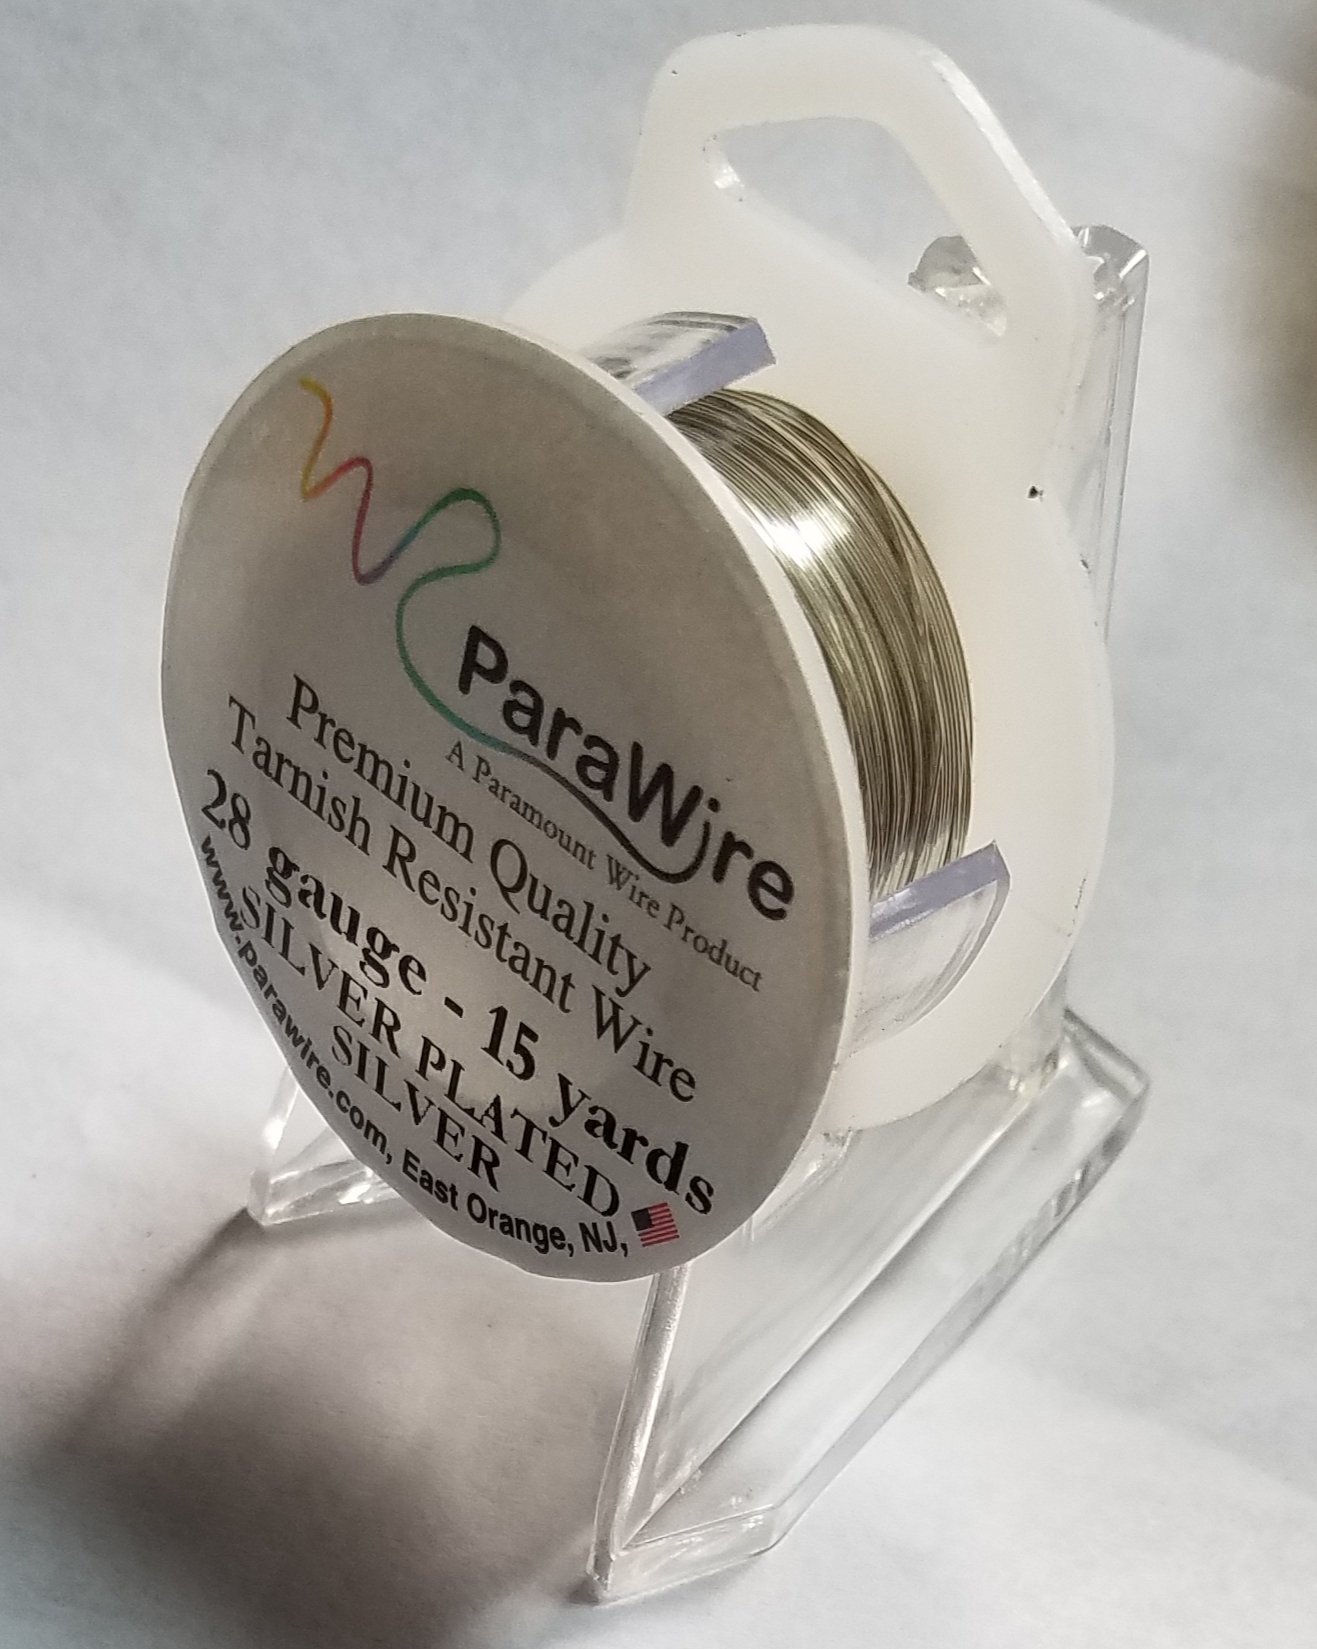 ParaWire
A Paramount Wire Product
Premium Quality
Tarnish Resistant Wire
28 gauge - 15 yards
SILVER PLATED
SILVER
www.parawire.com, East Orange, NJ,